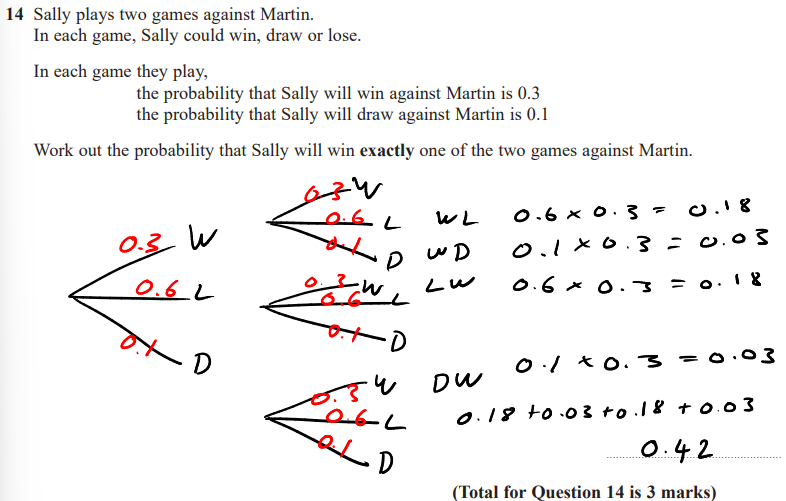 14 Sally plays two games against Martin.
In each game, Sally could win, draw or lose.
In each game they play,
the probability that Sally will win against Martin is 0.3
the probability that Sally will draw against Martin is 0.1
Work out the probability that Sally will win exactly one of the two games against Martin.
0.3 W
0.6 L
0.1 D
0.3 W
0.6 L
0.1 D
0.3 W
0.6 L
0.1 D
0.3 W
0.6 L
0.1 D
WL 0.6 × 0.3 = 0.18
WD 0.1 × 0.3 = 0.03
LW 0.6 × 0.3 = 0.18
DW 0.1 × 0.3 = 0.03
0.18 + 0.03 + 0.18 + 0.03
0.42
(Total for Question 14 is 3 marks)